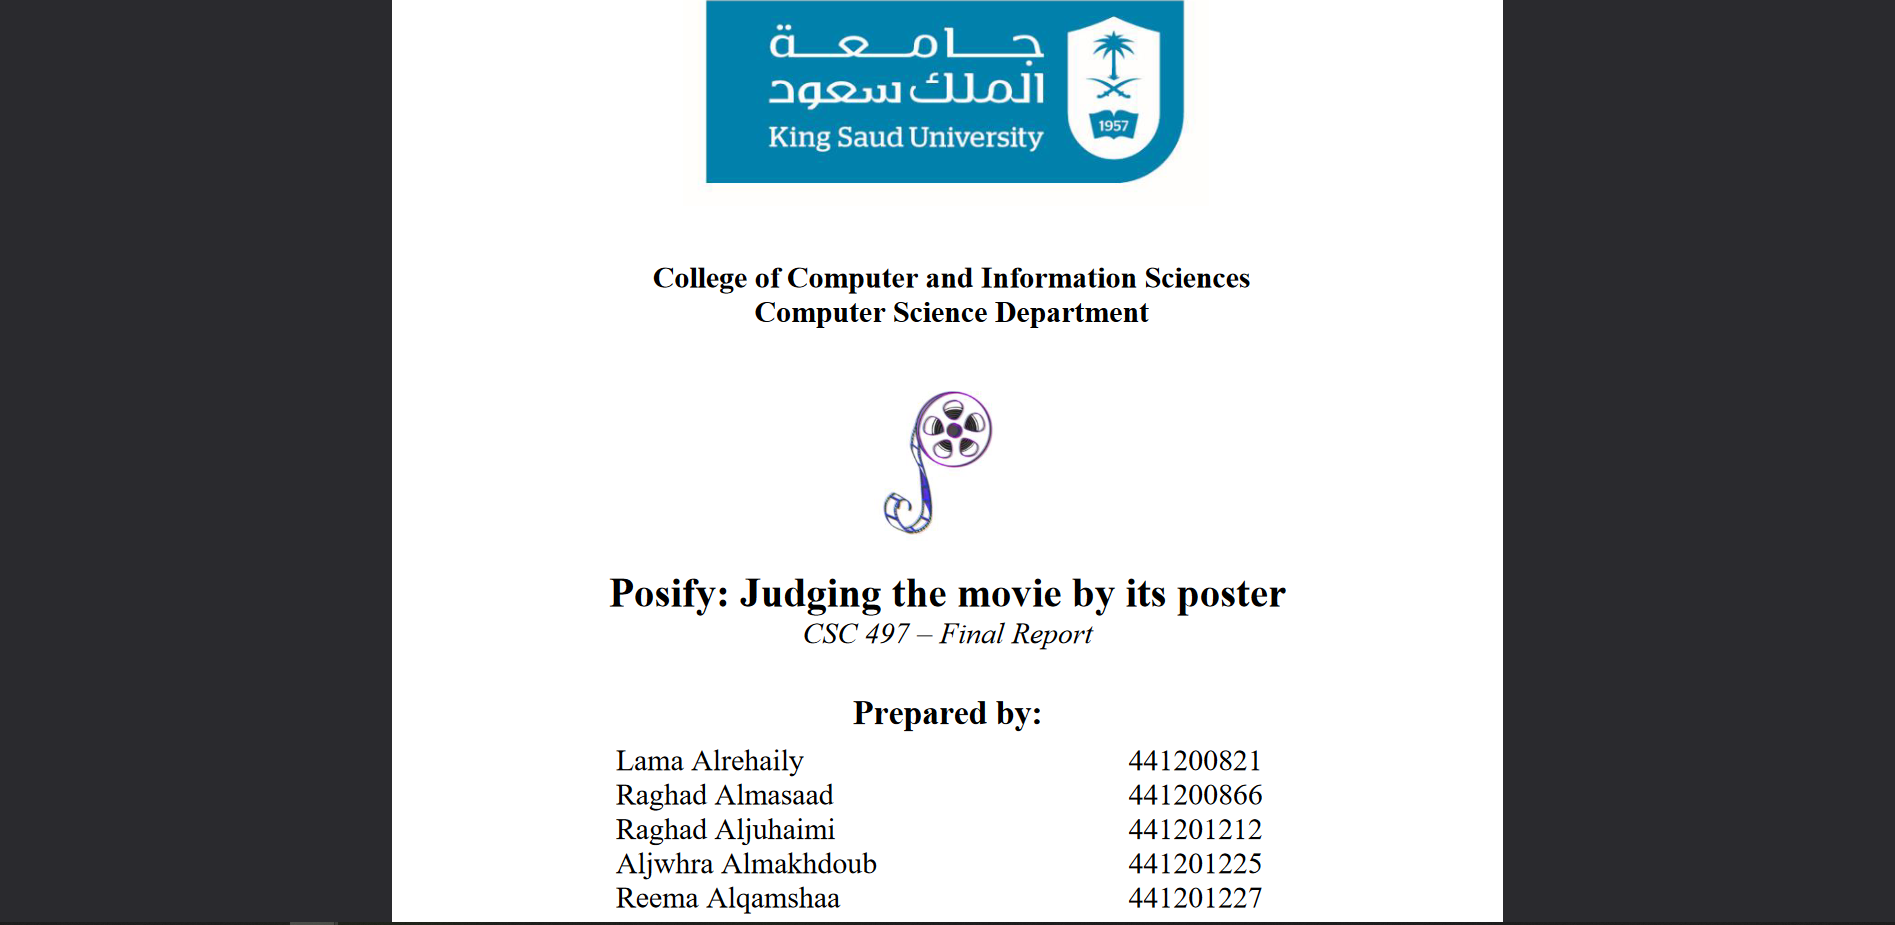 جامعة
الملك سعود
King Saud University
1957
College of Computer and Information Sciences
Computer Science Department
Posify: Judging the movie by its poster
CSC 497 – Final Report
Prepared by:
Lama Alrehaily 441200821
Raghad Almasaad 441200866
Raghad Aljuhaimi 441201212
Aljwhra Almakhdoub 441201225
Reema Alqamshaa 441201227